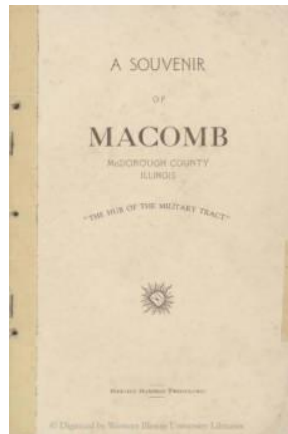 A SOUVENIR
OF
MACOMB
McDONOUGH COUNTY
ILLINOIS
"THE HUB OF THE MILITARY TRACT"
© Digitized by Western Illinois University Libraries